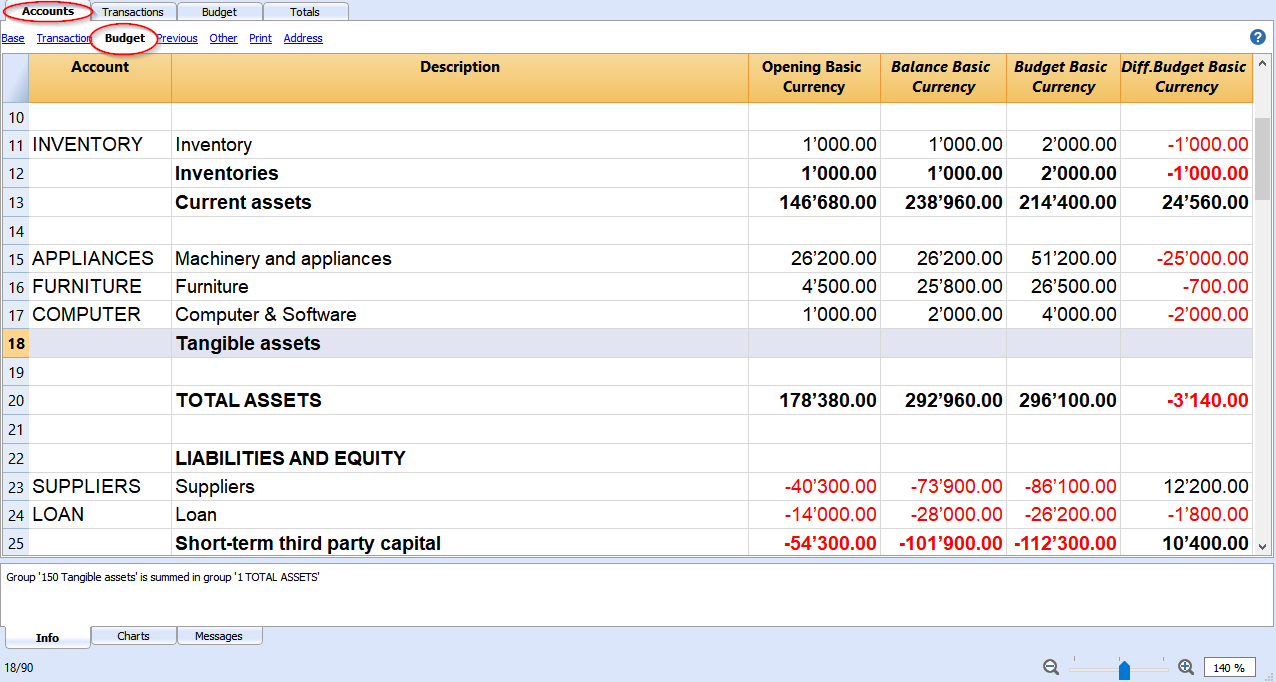 Accounts Transactions Budget Totals
Base Transaction Budget Previous Other Print Address
Account Description Opening Basic Currency Balance Basic Currency Budget Basic Currency Diff.Budget Basic Currency
10
11 INVENTORY Inventory 1’000.00 1’000.00 2’000.00 -1’000.00
12 Inventories 1’000.00 1’000.00 2’000.00 -1’000.00
13 Current assets 146’680.00 238’960.00 214’400.00 24’560.00
14
15 APPLIANCES Machinery and appliances 26’200.00 26’200.00 51’200.00 -25’000.00
16 FURNITURE Furniture 4’500.00 25’800.00 26’500.00 -700.00
17 COMPUTER Computer & Software 1’000.00 2’000.00 4’000.00 -2’000.00
18 Tangible assets
19
20 TOTAL ASSETS 178’380.00 292’960.00 296’100.00 -3’140.00
21
22 LIABILITIES AND EQUITY
23 SUPPLIERS Suppliers -40’300.00 -73’900.00 -86’100.00 12’200.00
24 LOAN Loan -14’000.00 -28’000.00 -26’200.00 -1’800.00
25 Short-term third party capital -54’300.00 -101’900.00 -112’300.00 10’400.00
Group '150 Tangible assets' is summed in group '1 TOTAL ASSETS'
Info Charts Messages
18/90 140 %